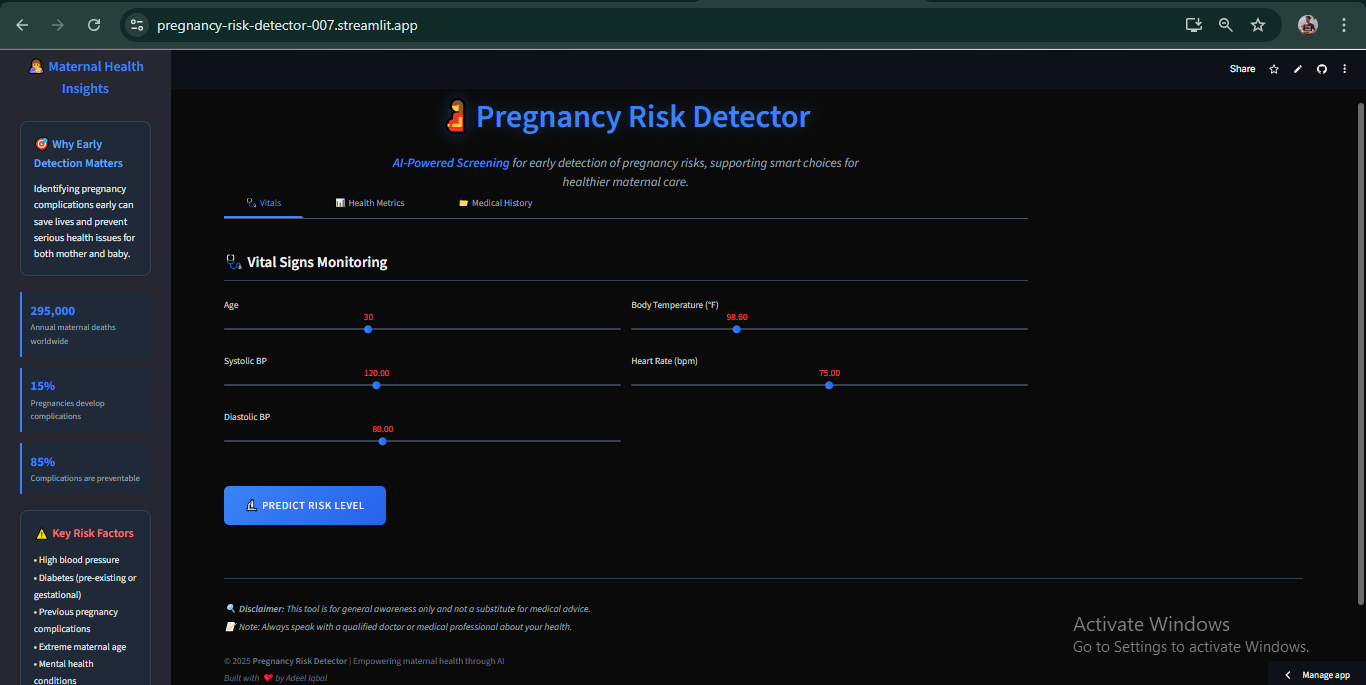 pregnancy-risk-detector-007.streamlit.app
Maternal Health
Insights
Why Early
Detection Matters
Identifying pregnancy
complications early can
save lives and prevent
serious health issues for
both mother and baby.
295,000
Annual maternal deaths
worldwide
15%
Pregnancies develop
complications
85%
Complications are preventable
Key Risk Factors
• High blood pressure
• Diabetes (pre-existing or
gestational)
• Previous pregnancy
complications
• Extreme maternal age
• Mental health
conditions
Share
Pregnancy Risk Detector
AI-Powered Screening for early detection of pregnancy risks, supporting smart choices for
healthier maternal care.
Vitals Health Metrics Medical History
Vital Signs Monitoring
Age
30
Body Temperature (°F)
98.60
Systolic BP
120.00
Heart Rate (bpm)
75.00
Diastolic BP
80.00
PREDICT RISK LEVEL
Disclaimer: This tool is for general awareness only and not a substitute for medical advice.
Note: Always speak with a qualified doctor or medical professional about your health.
© 2025 Pregnancy Risk Detector | Empowering maternal health through AI
Built with ❤️ by Adeel Iqbal
Activate Windows
Go to Settings to activate Windows.
Manage app